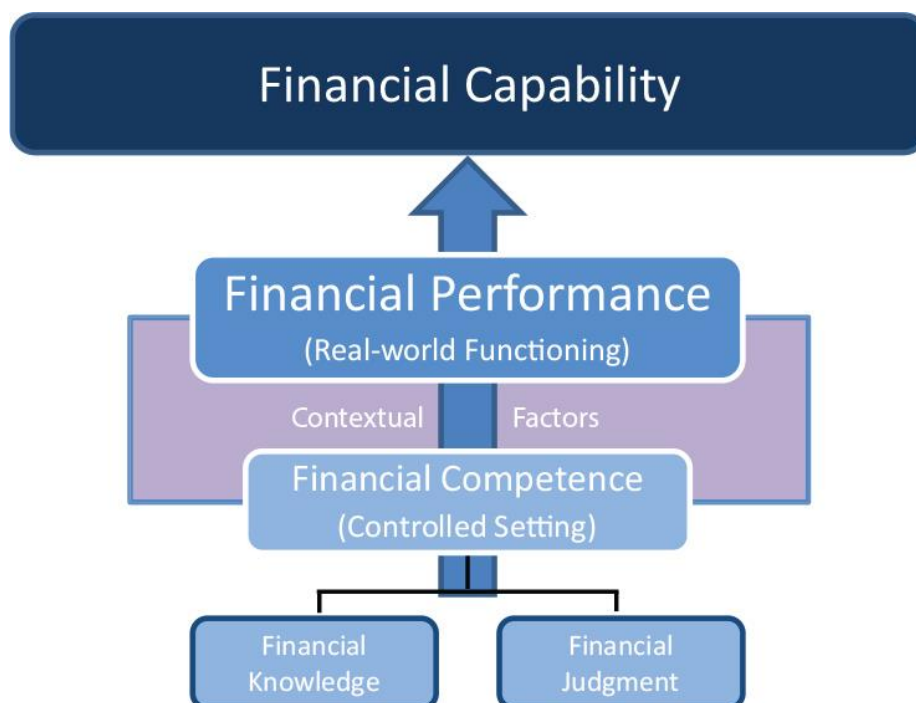 Financial Capability
Financial Performance
(Real-world Functioning)
Contextual Factors
Financial Competence
(Controlled Setting)
Financial
Knowledge
Financial
Judgment